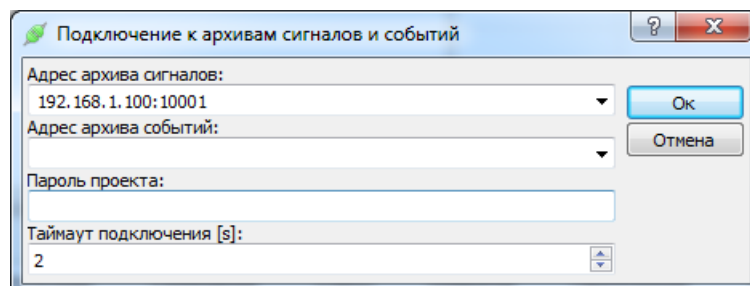 Подключение к архивам сигналов и событий
Адрес архива сигналов:
192.168.1.100:10001
Ок
Адрес архива событий:
Отмена
Пароль проекта:
Таймаут подключения [s]:
2